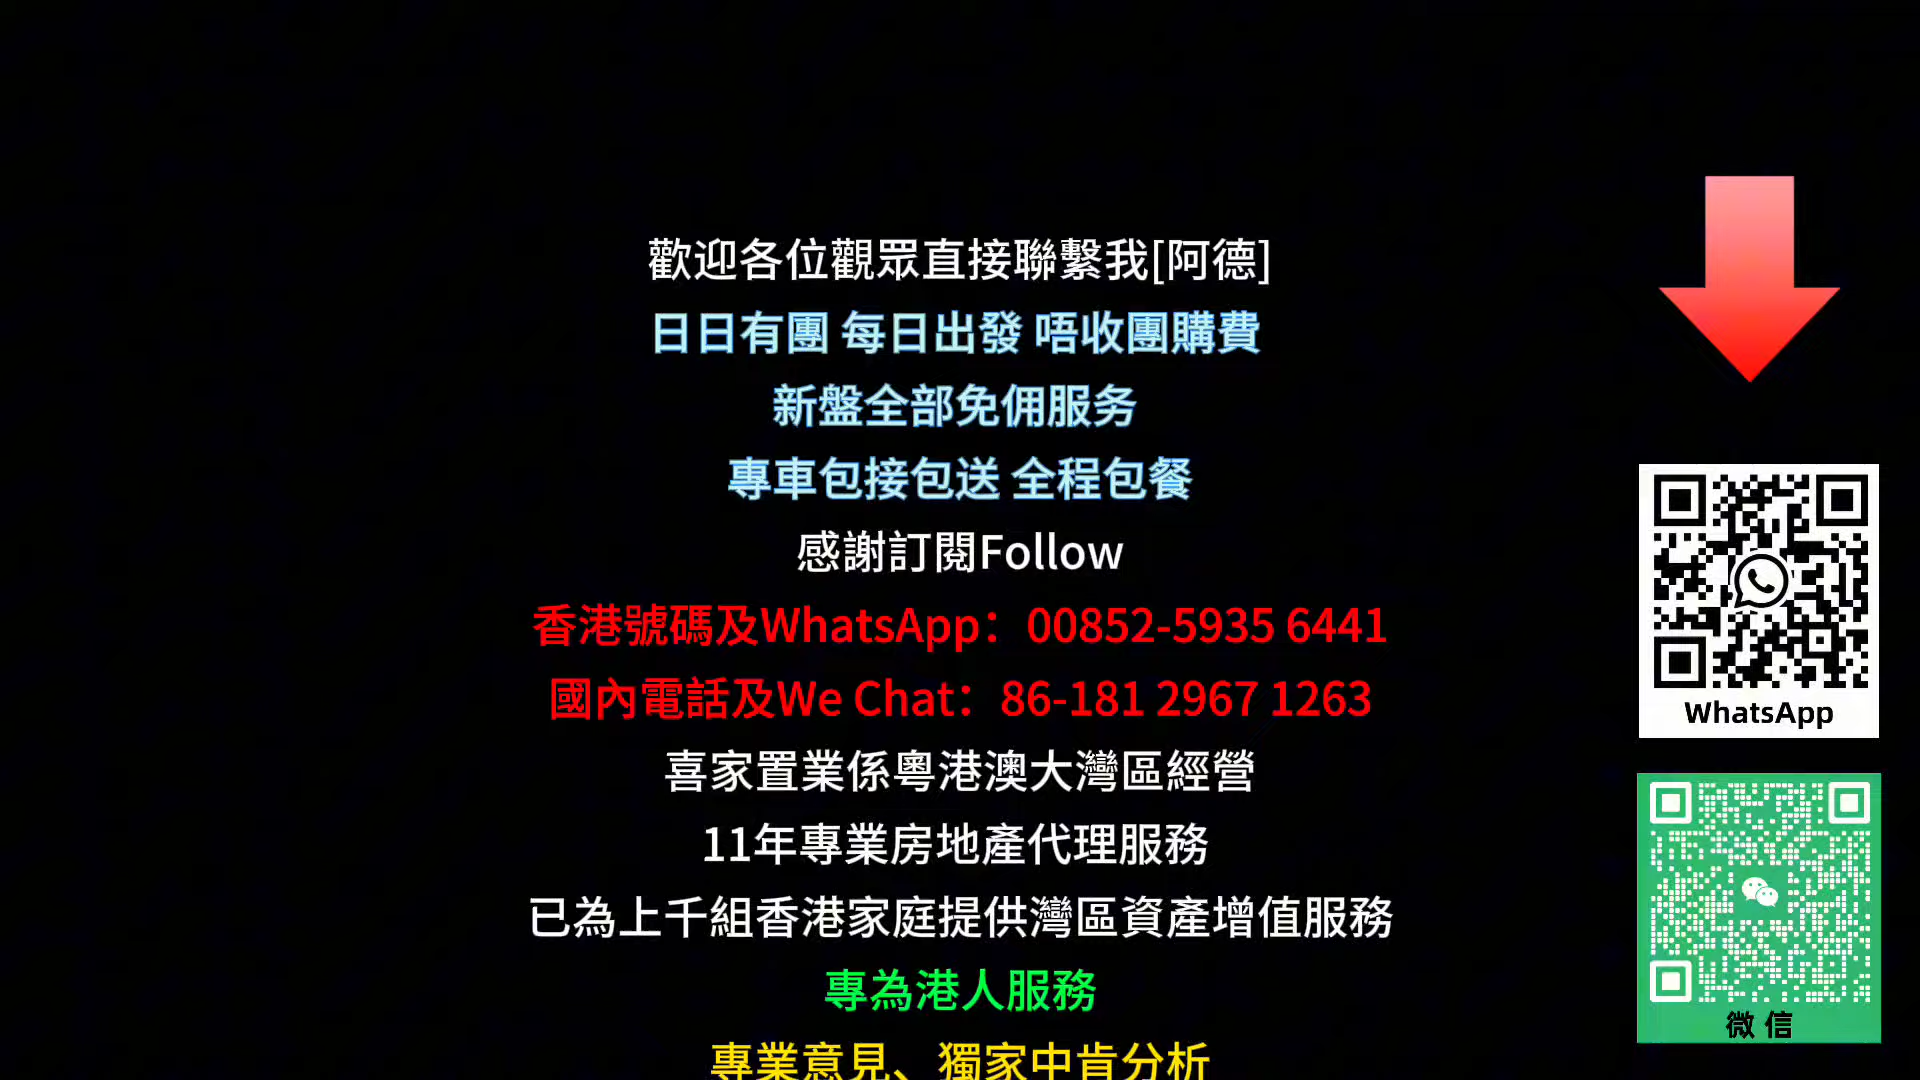 歡迎各位觀眾直接聯繫我[阿德]
日日有團 每日出發 唔收團購費
新盤全部免佣服务
專車包接包送 全程包餐
感謝訂閱Follow
香港號碼及WhatsApp：00852-5935 6441
國內電話及We Chat：86-181 2967 1263
喜家置業係粵港澳大灣區經營
11年專業房地產代理服務
已為上千組香港家庭提供灣區資產增值服務
專為港人服務
專業意見、獨家中肯分析
WhatsApp
微 信